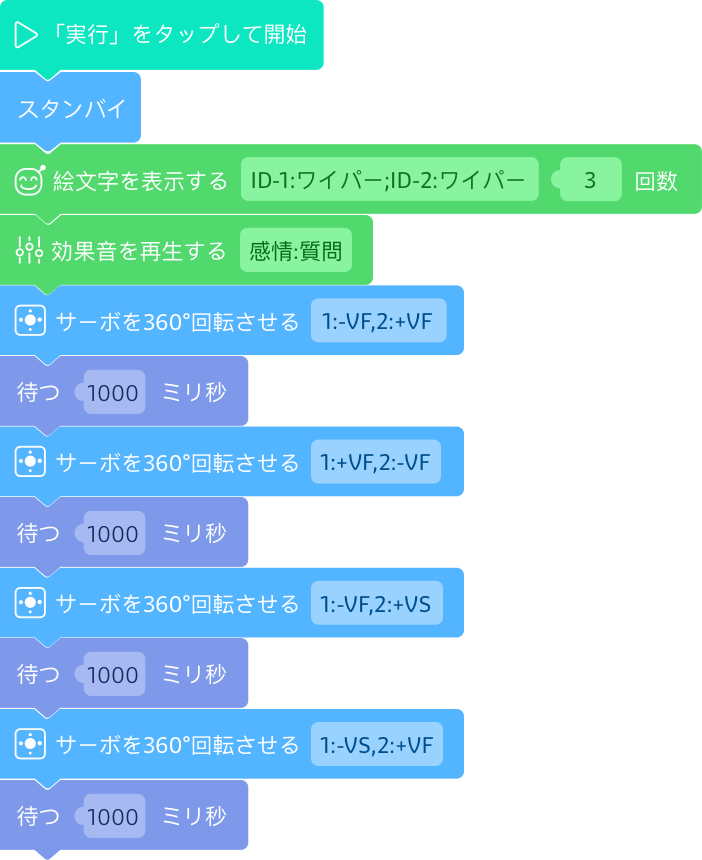 「実行」をタップして開始
スタンバイ
絵文字を表示する ID-1:ワイパー;ID-2:ワイパー 3 回数
効果音を再生する 感情:質問
サーボを360°回転させる 1:-VF,2:+VF
待つ 1000 ミリ秒
サーボを360°回転させる 1:+VF,2:-VF
待つ 1000 ミリ秒
サーボを360°回転させる 1:-VF,2:+VS
待つ 1000 ミリ秒
サーボを360°回転させる 1:-VS,2:+VF
待つ 1000 ミリ秒